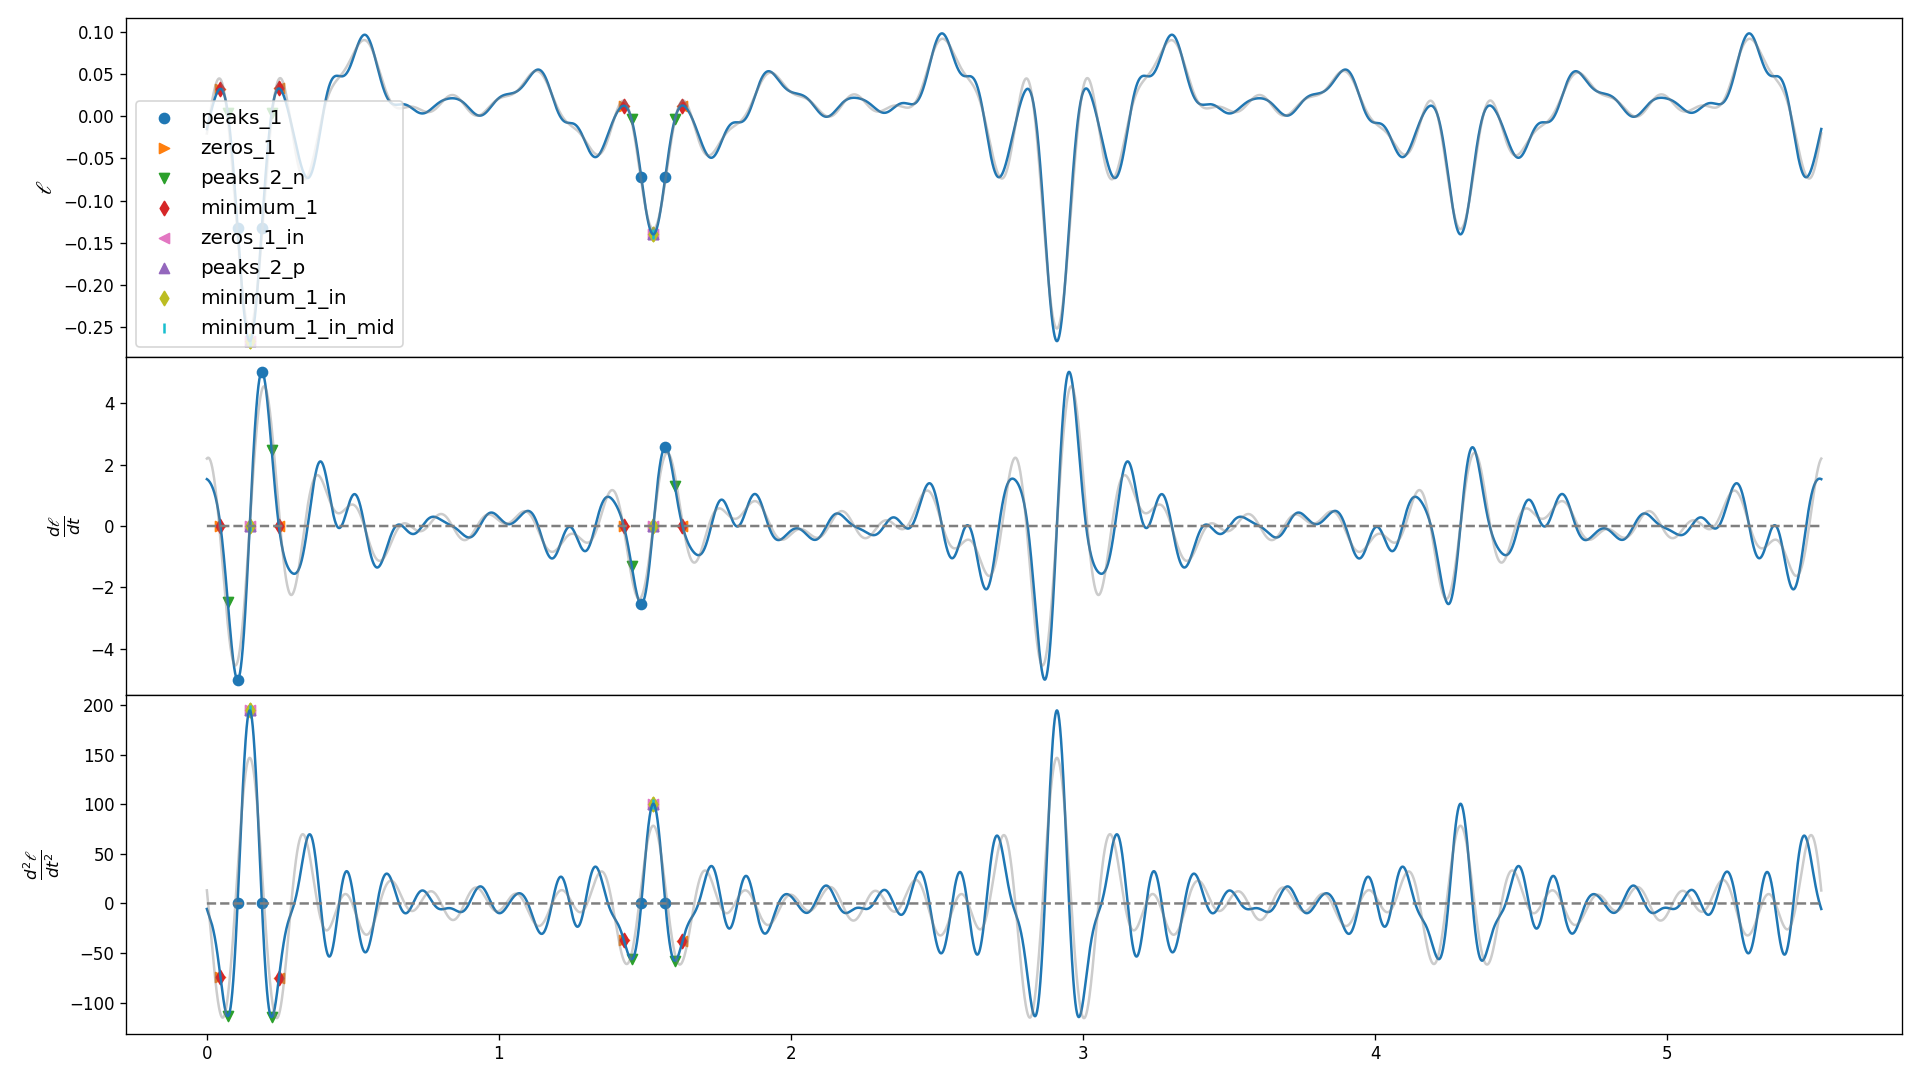 0.10
0.05
0.00
−0.05
−0.10
−0.15
−0.20
−0.25
ℓ
peaks_1
zeros_1
peaks_2_n
minimum_1
zeros_1_in
peaks_2_p
minimum_1_in
minimum_1_in_mid
4
2
0
−2
−4
dℓ
dt
200
150
100
50
0
−50
−100
d²ℓ
dt²
0 1 2 3 4 5